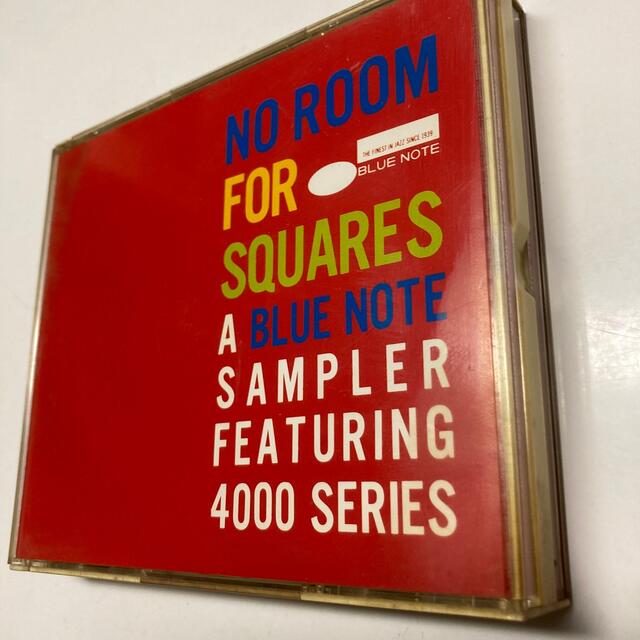 NO ROOM
THE FINEST IN JAZZ SINCE 1939
BLUE NOTE
FOR
SQUARES
A BLUE NOTE
SAMPLER
FEATURING
4000 SERIES